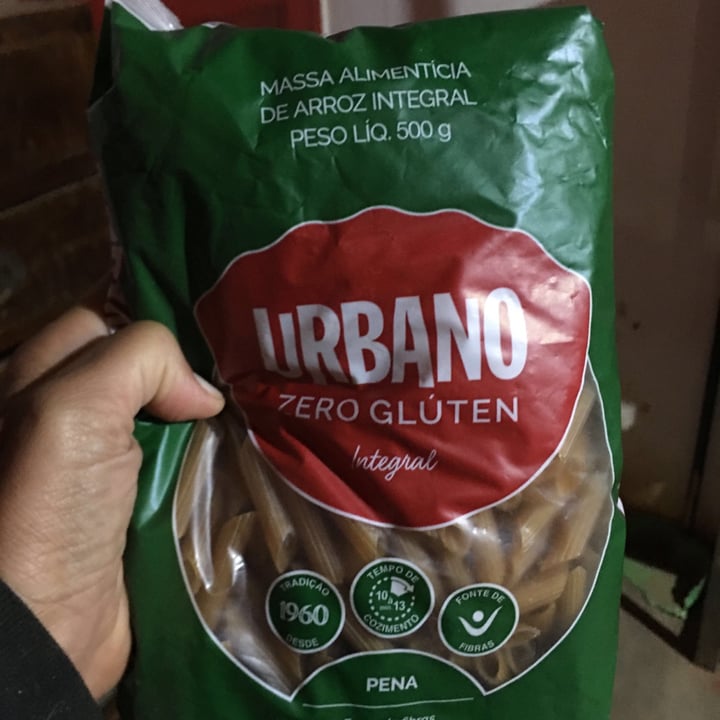 MASSA ALIMENTÍCIA
DE ARROZ INTEGRAL
PESO LÍQ. 500 g
URBANO
ZERO GLÚTEN
Integral
TRADIÇÃO
1960
DESDE
TEMPO DE
10 a 13
min
COZIMENTO
FONTE DE
FIBRAS
PENA